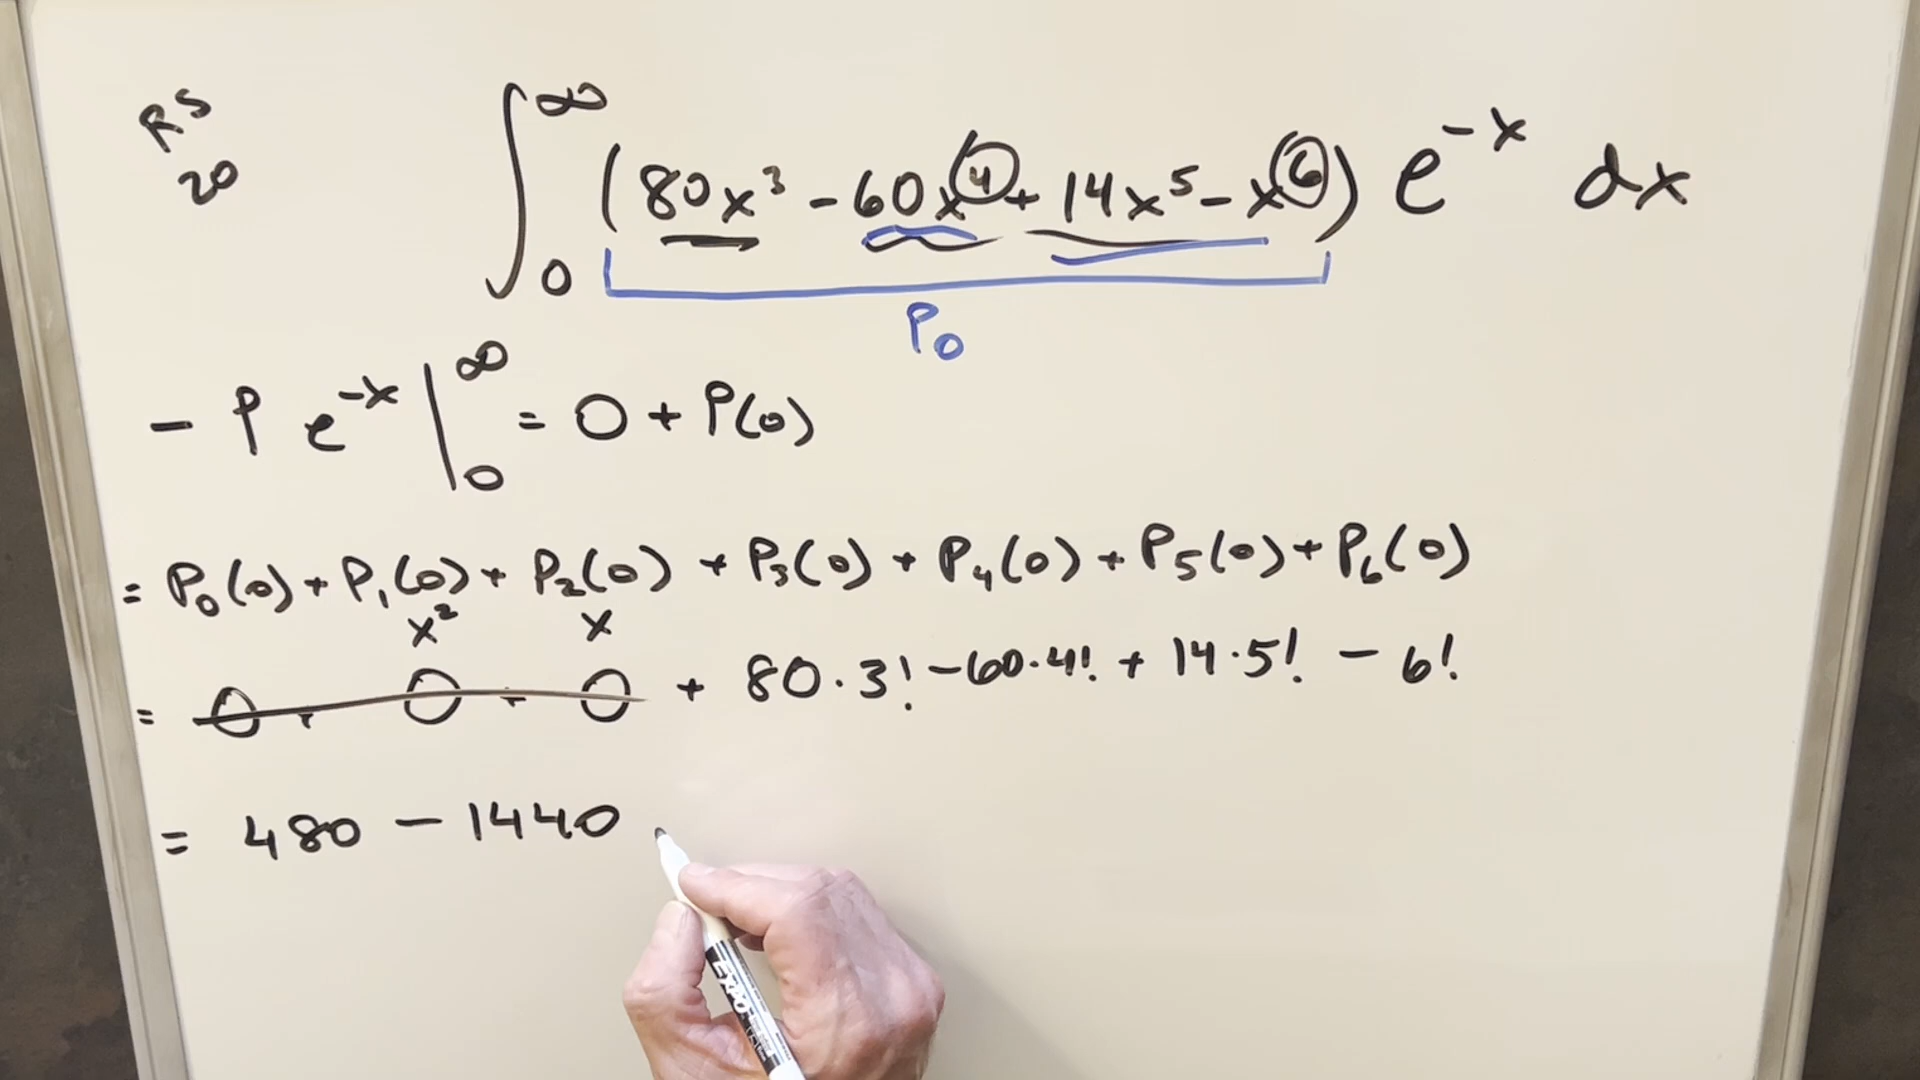 RS
20
∫₀^∞ (80x³ - 60x⁴ + 14x⁵ - x⁶) e^{-x} dx
P₀
- P e^{-x} |₀^∞ = 0 + P(0)
= P₀(0) + P₁(0) + P₂(0) + P₃(0) + P₄(0) + P₅(0) + P₆(0)
x² x
= 0 + 0 + 0 + 80·3! - 60·4! + 14·5! - 6!
= 480 - 1440
EXPO